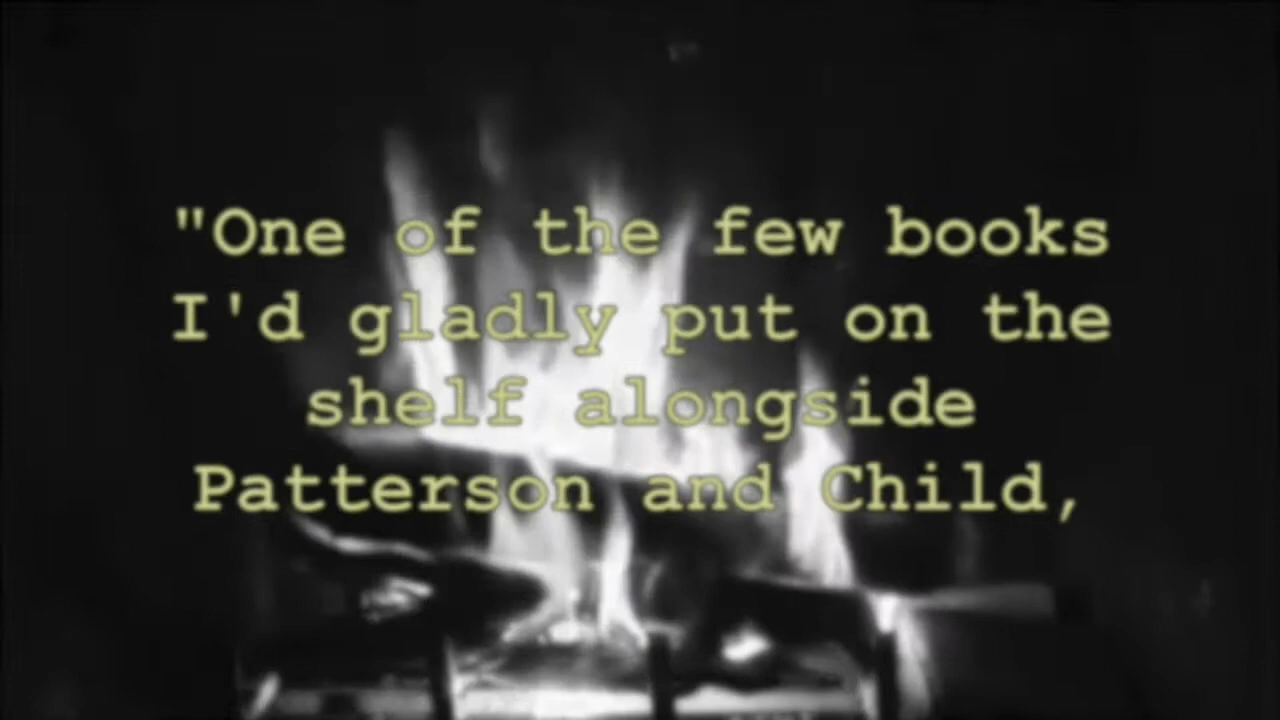 "One of the few books
I'd gladly put on the
shelf alongside
Patterson and Child,